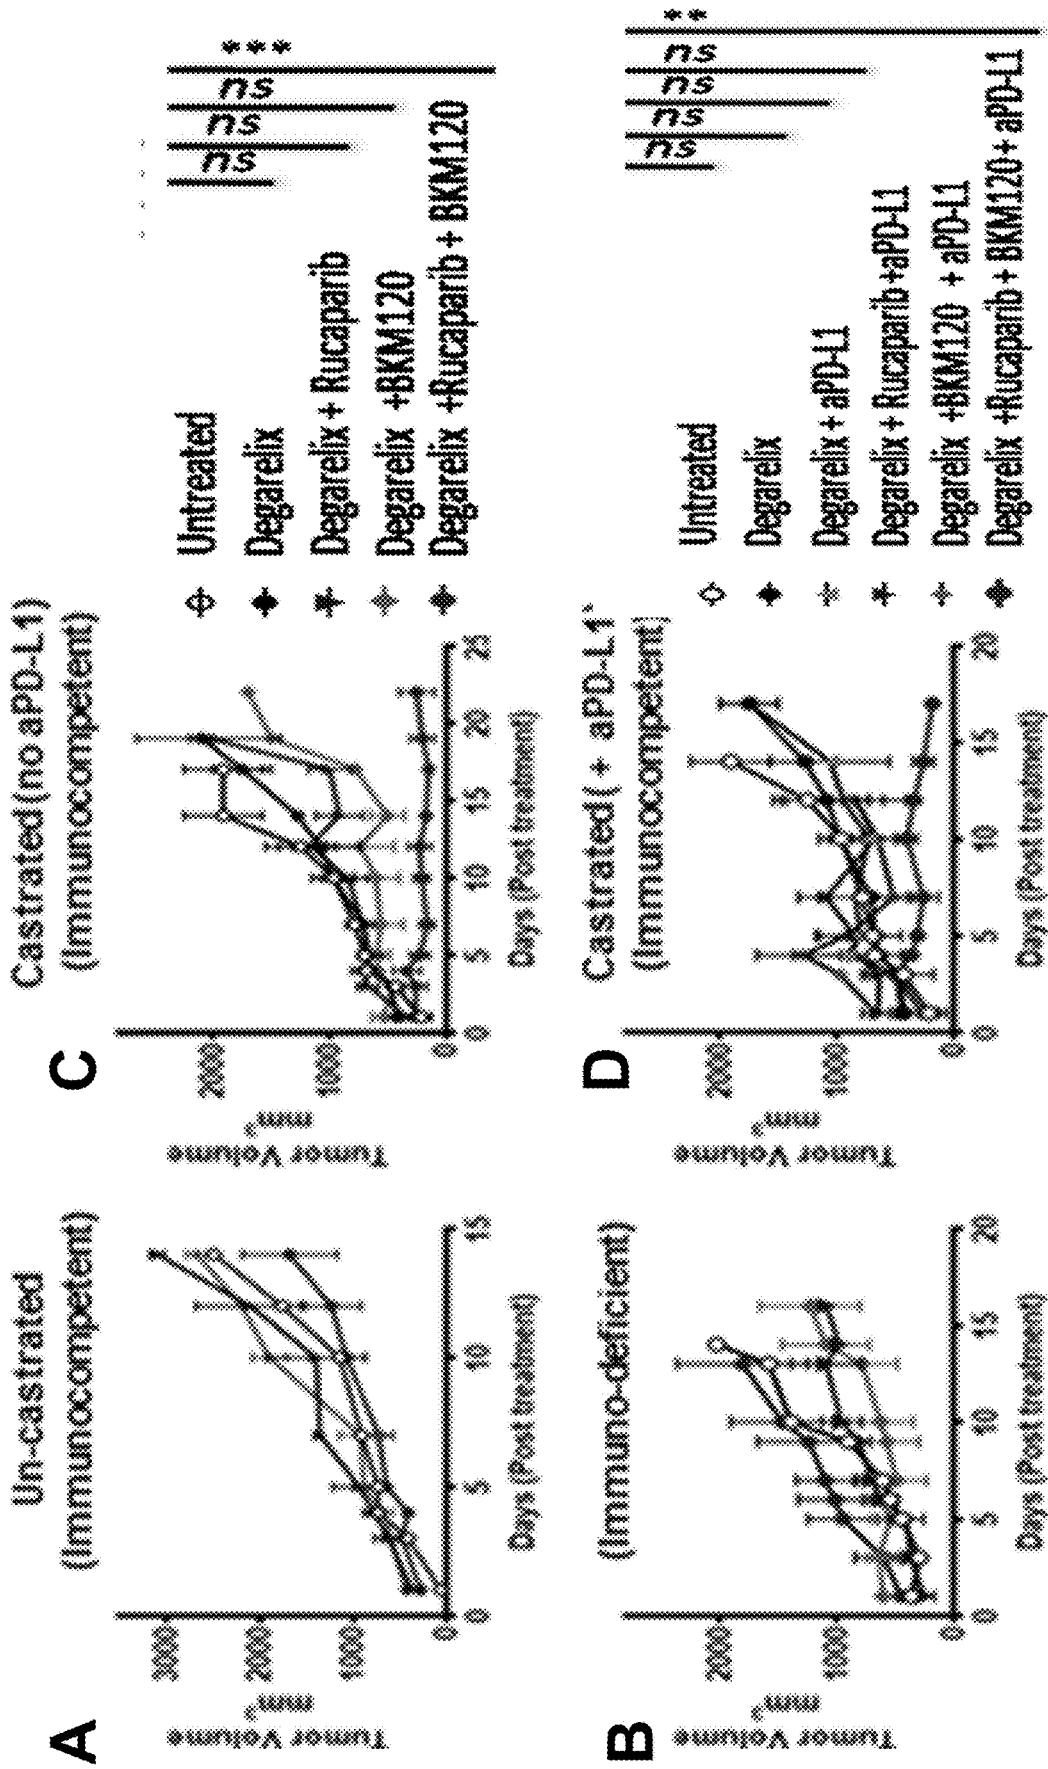 A
Un-castrated
(Immunocompetent)
Tumor Volume
mm³
3000
2000
1000
0
0
5
10
15
Days (Post treatment)
C
Castrated (no aPD-L1)
(Immunocompetent)
Tumor Volume
mm³
2000
1000
0
0
5
10
15
20
25
Days (Post treatment)
Untreated
Degarelix
Degarelix + Rucaparib
Degarelix +BKM120
Degarelix +Rucaparib + BKM120
ns
ns
ns
***
B
(Immuno-deficient)
Tumor Volume
mm³
2000
1000
0
0
5
10
15
20
Days (Post treatment)
D
Castrated (+ aPD-L1)
(Immunocompetent)
Tumor Volume
mm³
2000
1000
0
0
5
10
15
20
Days (Post treatment)
Untreated
Degarelix
Degarelix + aPD-L1
Degarelix + Rucaparib +aPD-L1
Degarelix +BKM120 + aPD-L1
Degarelix +Rucaparib + BKM120+ aPD-L1
ns
ns
ns
ns
**